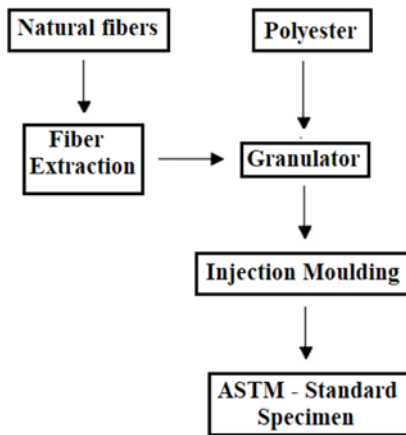 Natural fibers
Polyester
Fiber
Extraction
Granulator
Injection Moulding
ASTM - Standard
Specimen